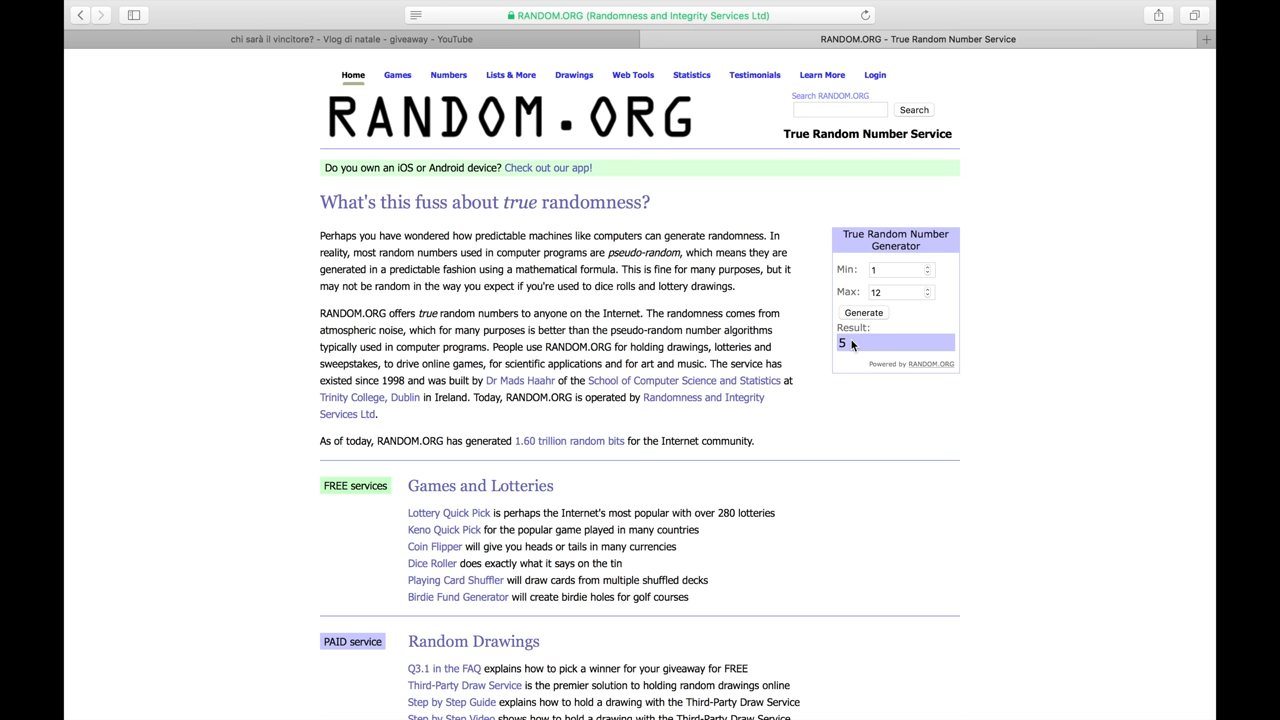 RANDOM.ORG (Randomness and Integrity Services Ltd)
chi sarà il vincitore? - Vlog di natale - giveaway - YouTube
RANDOM.ORG - True Random Number Service
Home Games Numbers Lists & More Drawings Web Tools Statistics Testimonials Learn More Login
RANDOM.ORG
Search RANDOM.ORG
Search
True Random Number Service
Do you own an iOS or Android device? Check out our app!
What's this fuss about true randomness?
Perhaps you have wondered how predictable machines like computers can generate randomness. In
reality, most random numbers used in computer programs are pseudo-random, which means they are
generated in a predictable fashion using a mathematical formula. This is fine for many purposes, but it
may not be random in the way you expect if you're used to dice rolls and lottery drawings.
RANDOM.ORG offers true random numbers to anyone on the Internet. The randomness comes from
atmospheric noise, which for many purposes is better than the pseudo-random number algorithms
typically used in computer programs. People use RANDOM.ORG for holding drawings, lotteries and
sweepstakes, to drive online games, for scientific applications and for art and music. The service has
existed since 1998 and was built by Dr Mads Haahr of the School of Computer Science and Statistics at
Trinity College, Dublin in Ireland. Today, RANDOM.ORG is operated by Randomness and Integrity
Services Ltd.
As of today, RANDOM.ORG has generated 1.60 trillion random bits for the Internet community.
True Random Number
Generator
Min: 1
Max: 12
Generate
Result:
5
Powered by RANDOM.ORG
FREE services
Games and Lotteries
Lottery Quick Pick is perhaps the Internet's most popular with over 280 lotteries
Keno Quick Pick for the popular game played in many countries
Coin Flipper will give you heads or tails in many currencies
Dice Roller does exactly what it says on the tin
Playing Card Shuffler will draw cards from multiple shuffled decks
Birdie Fund Generator will create birdie holes for golf courses
PAID service
Random Drawings
Q3.1 in the FAQ explains how to pick a winner for your giveaway for FREE
Third-Party Draw Service is the premier solution to holding random drawings online
Step by Step Guide explains how to hold a drawing with the Third-Party Draw Service
Step by Step Video shows how to hold a drawing with the Third-Party Draw Service